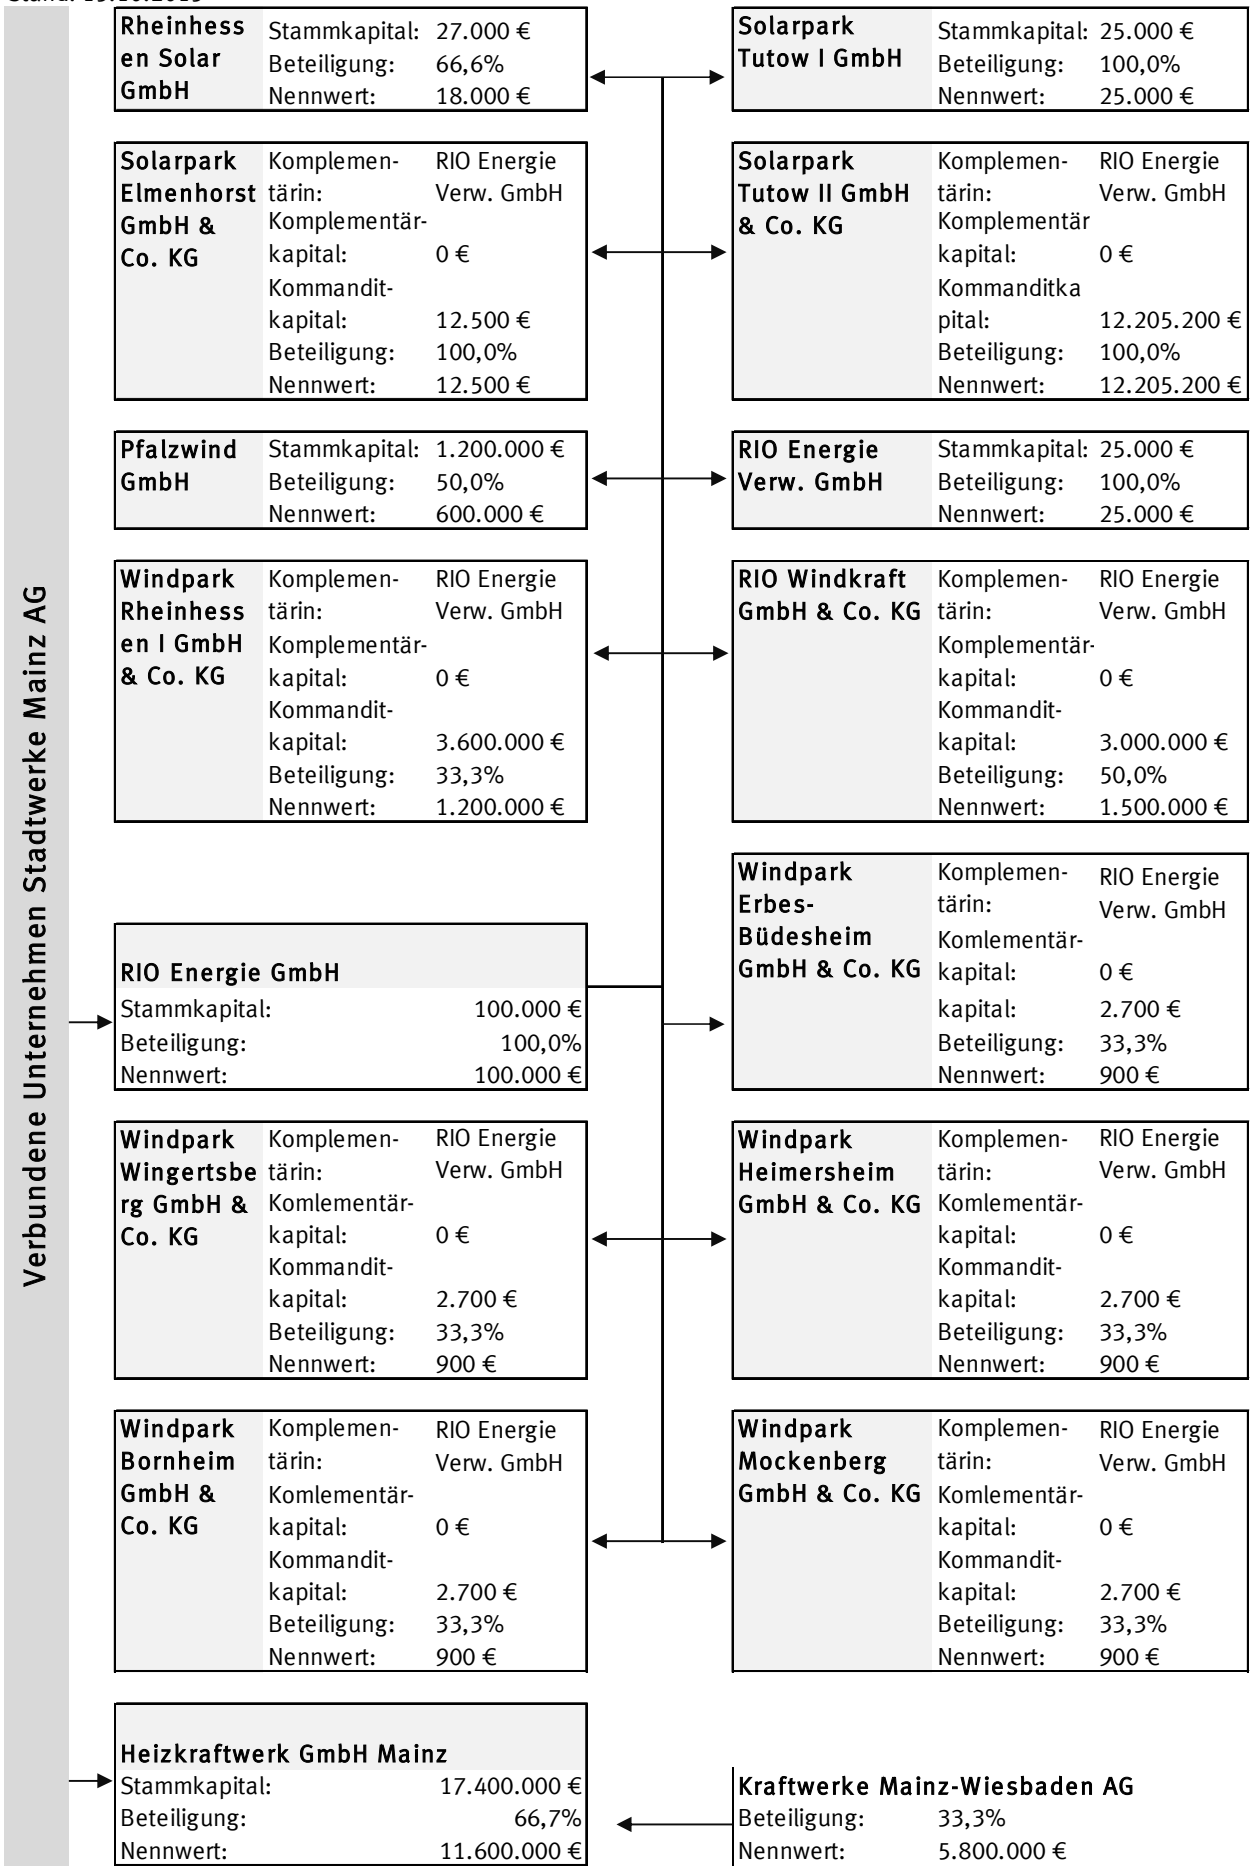 Verbundene Unternehmen Stadtwerke Mainz AG
Rheinhess
en Solar
GmbH
Stammkapital: 27.000 €
Beteiligung: 66,6%
Nennwert: 18.000 €
Solarpark
Tutow I GmbH
Stammkapital: 25.000 €
Beteiligung: 100,0%
Nennwert: 25.000 €
Solarpark
Elmenhorst
GmbH &
Co. KG
Komplemen- RIO Energie
tärin: Verw. GmbH
Komplementär-
kapital: 0 €
Kommandit-
kapital: 12.500 €
Beteiligung: 100,0%
Nennwert: 12.500 €
Solarpark
Tutow II GmbH
& Co. KG
Komplemen- RIO Energie
tärin: Verw. GmbH
Komplementär
kapital: 0 €
Kommanditka
pital: 12.205.200 €
Beteiligung: 100,0%
Nennwert: 12.205.200 €
Pfalzwind
GmbH
Stammkapital: 1.200.000 €
Beteiligung: 50,0%
Nennwert: 600.000 €
RIO Energie
Verw. GmbH
Stammkapital: 25.000 €
Beteiligung: 100,0%
Nennwert: 25.000 €
Windpark
Rheinhess
en I GmbH
& Co. KG
Komplemen- RIO Energie
tärin: Verw. GmbH
Komplementär-
kapital: 0 €
Kommandit-
kapital: 3.600.000 €
Beteiligung: 33,3%
Nennwert: 1.200.000 €
RIO Windkraft
GmbH & Co. KG
Komplemen- RIO Energie
tärin: Verw. GmbH
Komplementär-
kapital: 0 €
Kommandit-
kapital: 3.000.000 €
Beteiligung: 50,0%
Nennwert: 1.500.000 €
Windpark
Erbes-
Büdesheim
GmbH & Co. KG
Komplemen- RIO Energie
tärin: Verw. GmbH
Komlementär-
kapital: 0 €
kapital: 2.700 €
Beteiligung: 33,3%
Nennwert: 900 €
RIO Energie GmbH
Stammkapital: 100.000 €
Beteiligung: 100,0%
Nennwert: 100.000 €
Windpark
Wingertsbe
rg GmbH &
Co. KG
Komplemen- RIO Energie
tärin: Verw. GmbH
Komlementär-
kapital: 0 €
Kommandit-
kapital: 2.700 €
Beteiligung: 33,3%
Nennwert: 900 €
Windpark
Heimersheim
GmbH & Co. KG
Komplemen- RIO Energie
tärin: Verw. GmbH
Komlementär-
kapital: 0 €
Kommandit-
kapital: 2.700 €
Beteiligung: 33,3%
Nennwert: 900 €
Windpark
Bornheim
GmbH &
Co. KG
Komplemen- RIO Energie
tärin: Verw. GmbH
Komlementär-
kapital: 0 €
Kommandit-
kapital: 2.700 €
Beteiligung: 33,3%
Nennwert: 900 €
Windpark
Mockenberg
GmbH & Co. KG
Komplemen- RIO Energie
tärin: Verw. GmbH
Komlementär-
kapital: 0 €
Kommandit-
kapital: 2.700 €
Beteiligung: 33,3%
Nennwert: 900 €
Heizkraftwerk GmbH Mainz
Stammkapital: 17.400.000 €
Beteiligung: 66,7%
Nennwert: 11.600.000 €
Kraftwerke Mainz-Wiesbaden AG
Beteiligung: 33,3%
Nennwert: 5.800.000 €